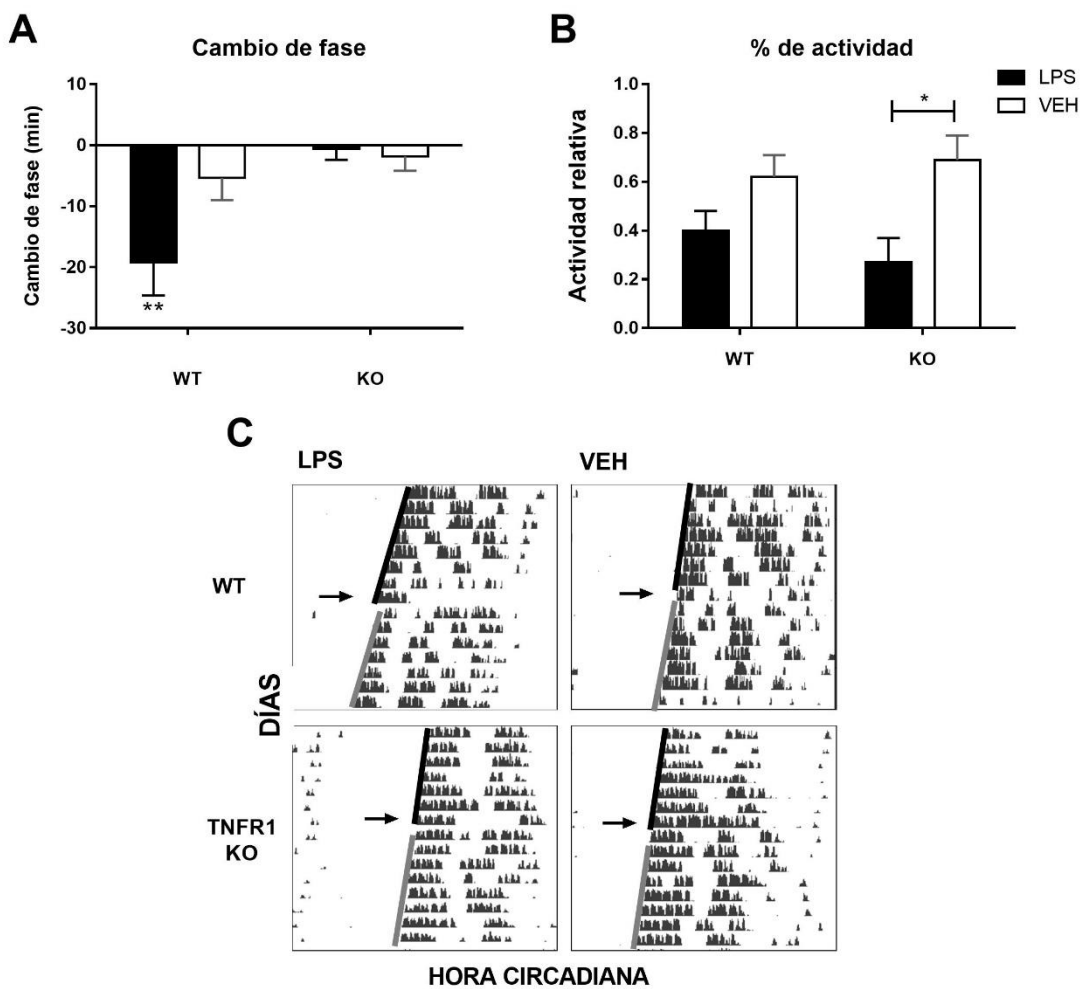 A
Cambio de fase
Cambio de fase (min)
10
0
-10
-20
-30
**
WT
KO
B
% de actividad
Actividad relativa
1.0
0.8
0.6
0.4
0.2
0.0
*
WT
KO
LPS
VEH
C
LPS
VEH
WT
TNFR1
KO
DÍAS
HORA CIRCADIANA